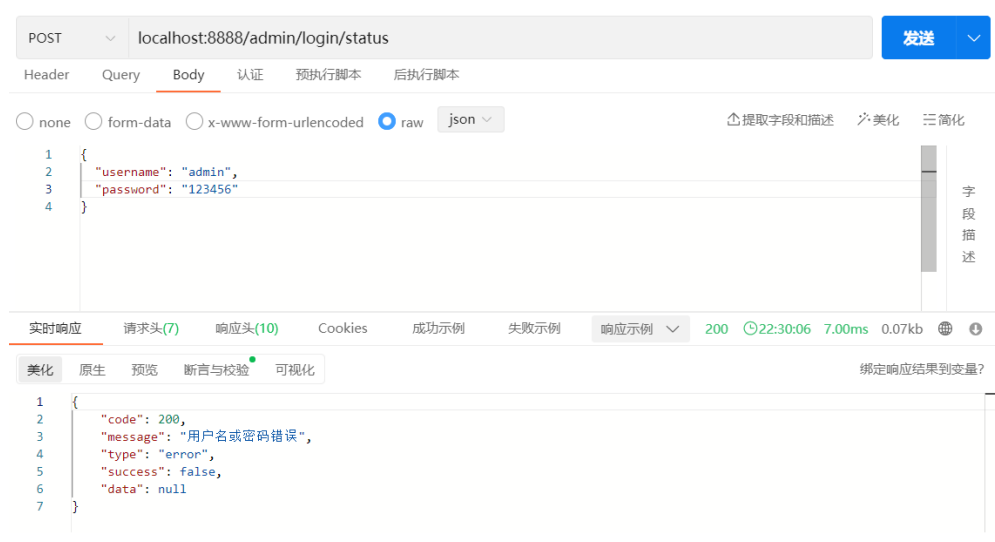 POST localhost:8888/admin/login/status 发送
Header Query Body 认证 预执行脚本 后执行脚本
none form-data x-www-form-urlencoded raw json 提取字段和描述 美化 简化
1 {
2 "username": "admin",
3 "password": "123456"
4 }
字段描述
实时响应 请求头(7) 响应头(10) Cookies 成功示例 失败示例 响应示例 200 22:30:06 7.00ms 0.07kb
美化 原生 预览 断言与校验 可视化 绑定响应结果到变量?
1 {
2 "code": 200,
3 "message": "用户名或密码错误",
4 "type": "error",
5 "success": false,
6 "data": null
7 }